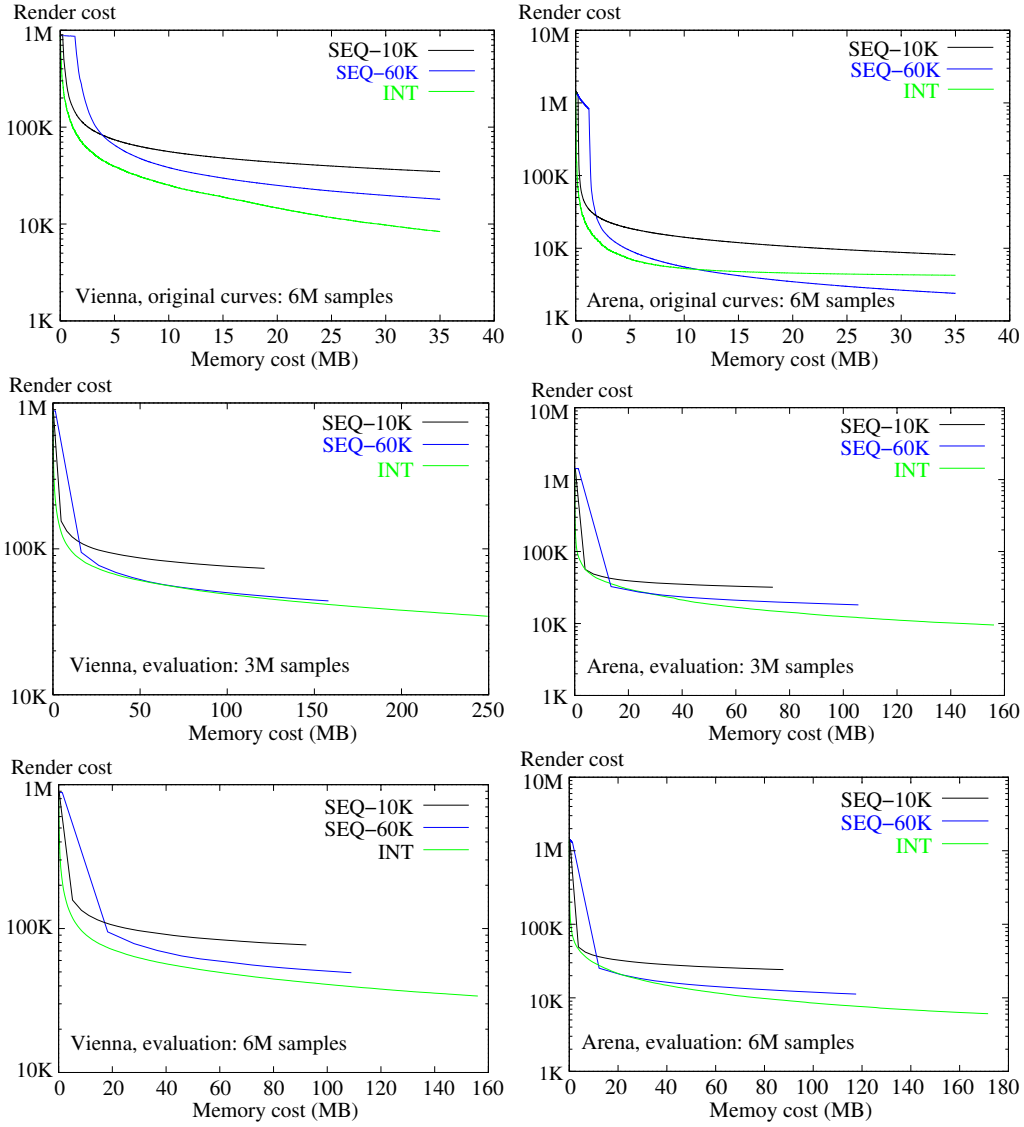 Render cost
1M
100K
10K
1K
0 5 10 15 20 25 30 35 40
Memory cost (MB)
SEQ−10K
SEQ−60K
INT
Vienna, original curves: 6M samples
Render cost
10M
1M
100K
10K
1K
0 5 10 15 20 25 30 35 40
Memory cost (MB)
SEQ−10K
SEQ−60K
INT
Arena, original curves: 6M samples
Render cost
1M
100K
10K
0 50 100 150 200 250
Memory cost (MB)
SEQ−10K
SEQ−60K
INT
Vienna, evaluation: 3M samples
Render cost
10M
1M
100K
10K
1K
0 20 40 60 80 100 120 140 160
Memory cost (MB)
SEQ−10K
SEQ−60K
INT
Arena, evaluation: 3M samples
Render cost
1M
100K
10K
0 20 40 60 80 100 120 140 160
Memory cost (MB)
SEQ−10K
SEQ−60K
INT
Vienna, evaluation: 6M samples
Render cost
10M
1M
100K
10K
1K
0 20 40 60 80 100 120 140 160 180
Memoy cost (MB)
SEQ−10K
SEQ−60K
INT
Arena, evaluation: 6M samples